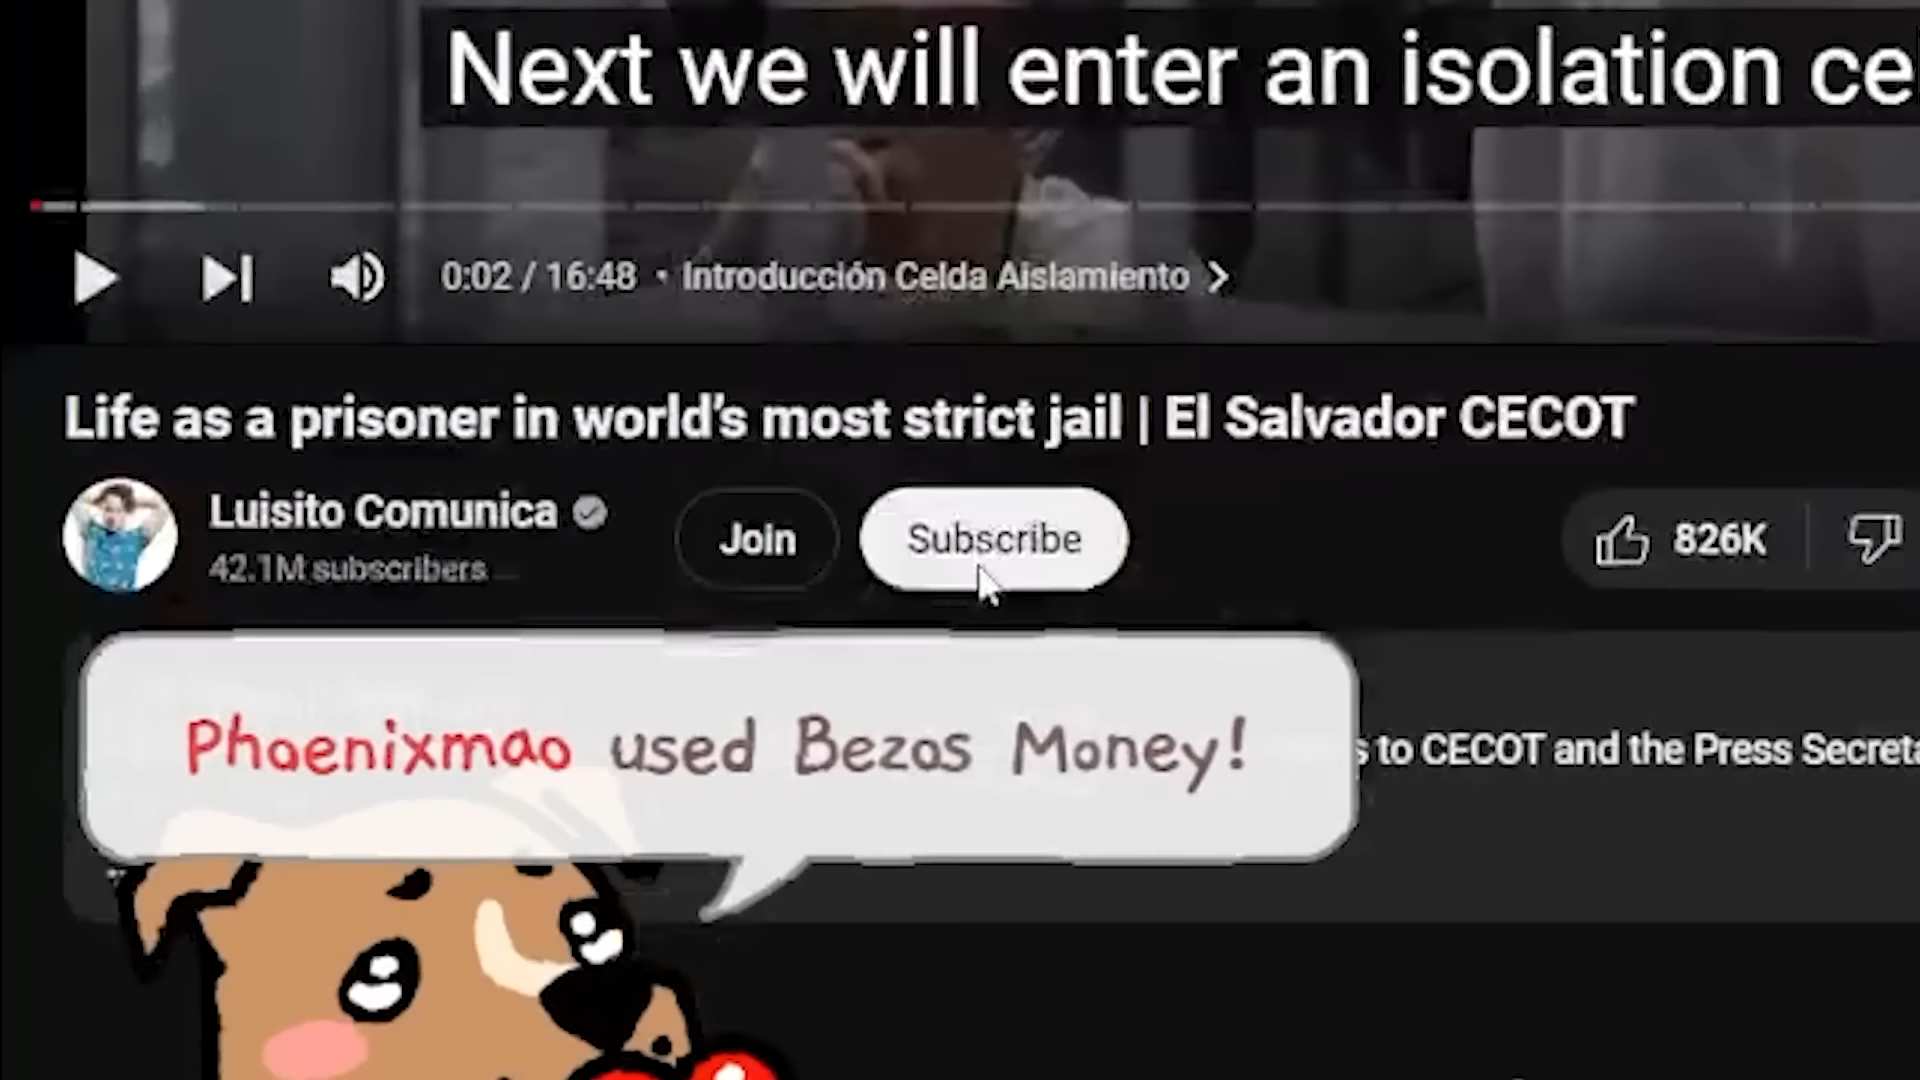 Next we will enter an isolation ce
0:02 / 16:48 • Introducción Celda Aislamiento
Life as a prisoner in world's most strict jail | El Salvador CECOT
Luisito Comunica
42.1M subscribers
Join
Subscribe
826K
Phoenixmao used Bezos Money!
s to CECOT and the Press Secreta